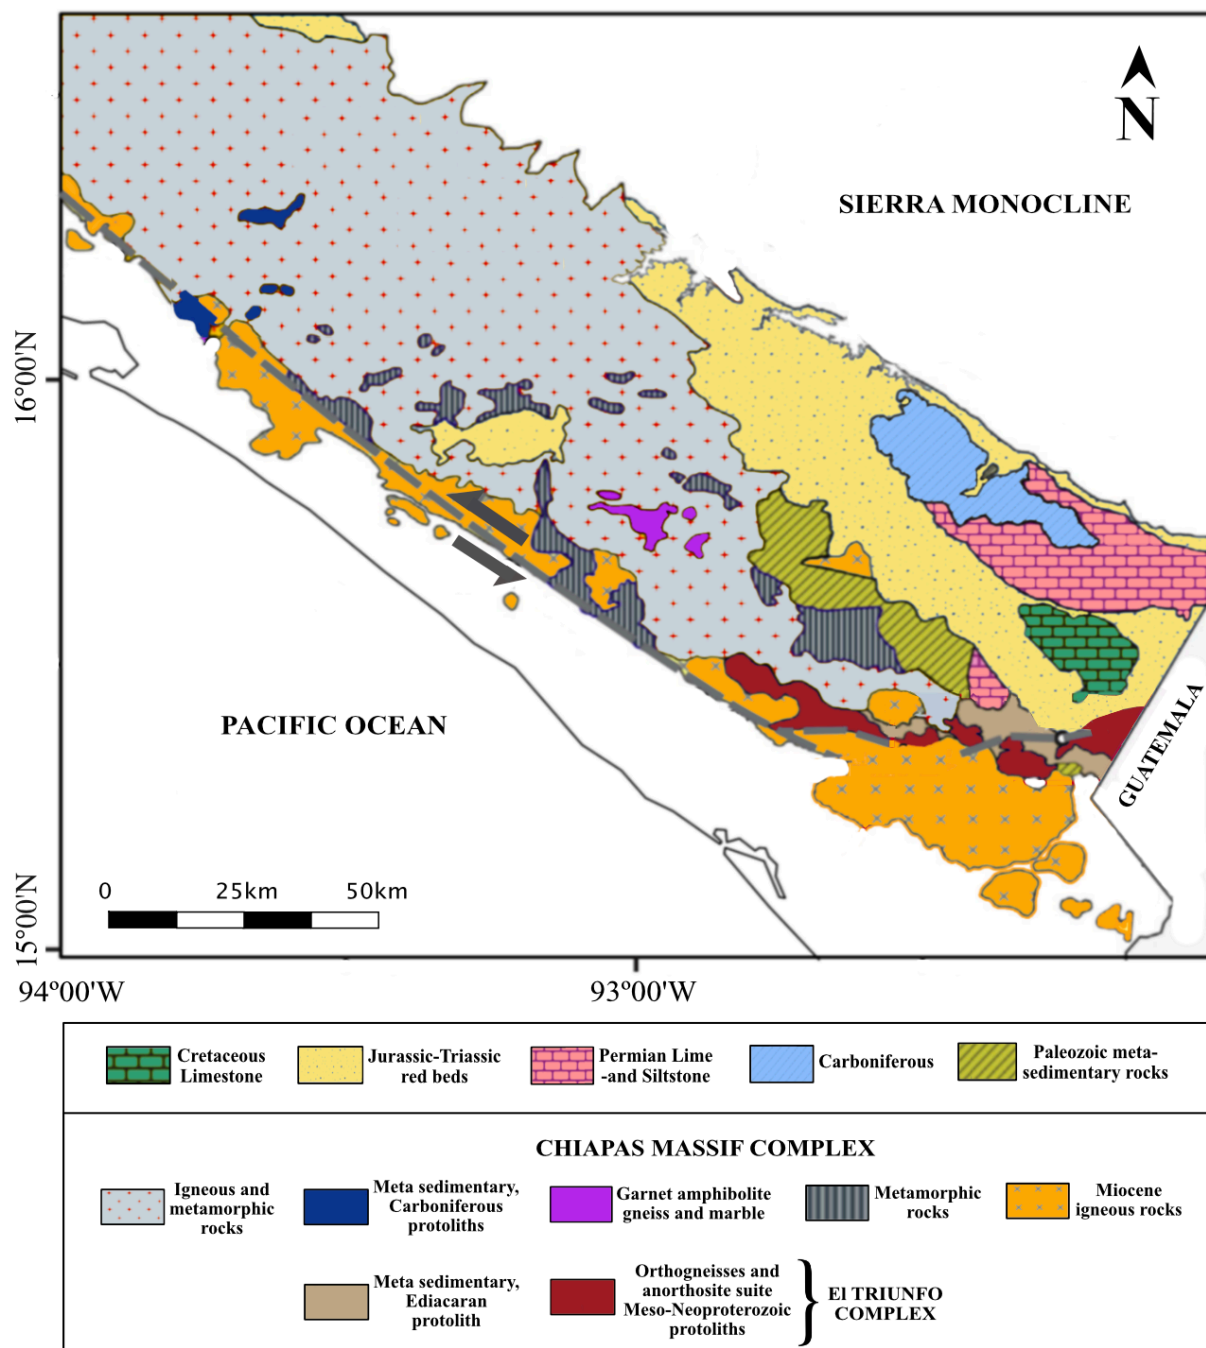 N
SIERRA MONOCLINE
16°00'N
PACIFIC OCEAN
GUATEMALA
0 25km 50km
15°00'N
94°00'W 93°00'W
Cretaceous
Limestone
Jurassic-Triassic
red beds
Permian Lime
-and Siltstone
Carboniferous
Paleozoic meta-
sedimentary rocks
CHIAPAS MASSIF COMPLEX
Igneous and
metamorphic
rocks
Meta sedimentary,
Carboniferous
protoliths
Garnet amphibolite
gneiss and marble
Metamorphic
rocks
Miocene
igneous rocks
Meta sedimentary,
Ediacaran
protolith
Orthogneisses and
anorthosite suite
Meso-Neoproterozoic
protoliths
El TRIUNFO
COMPLEX